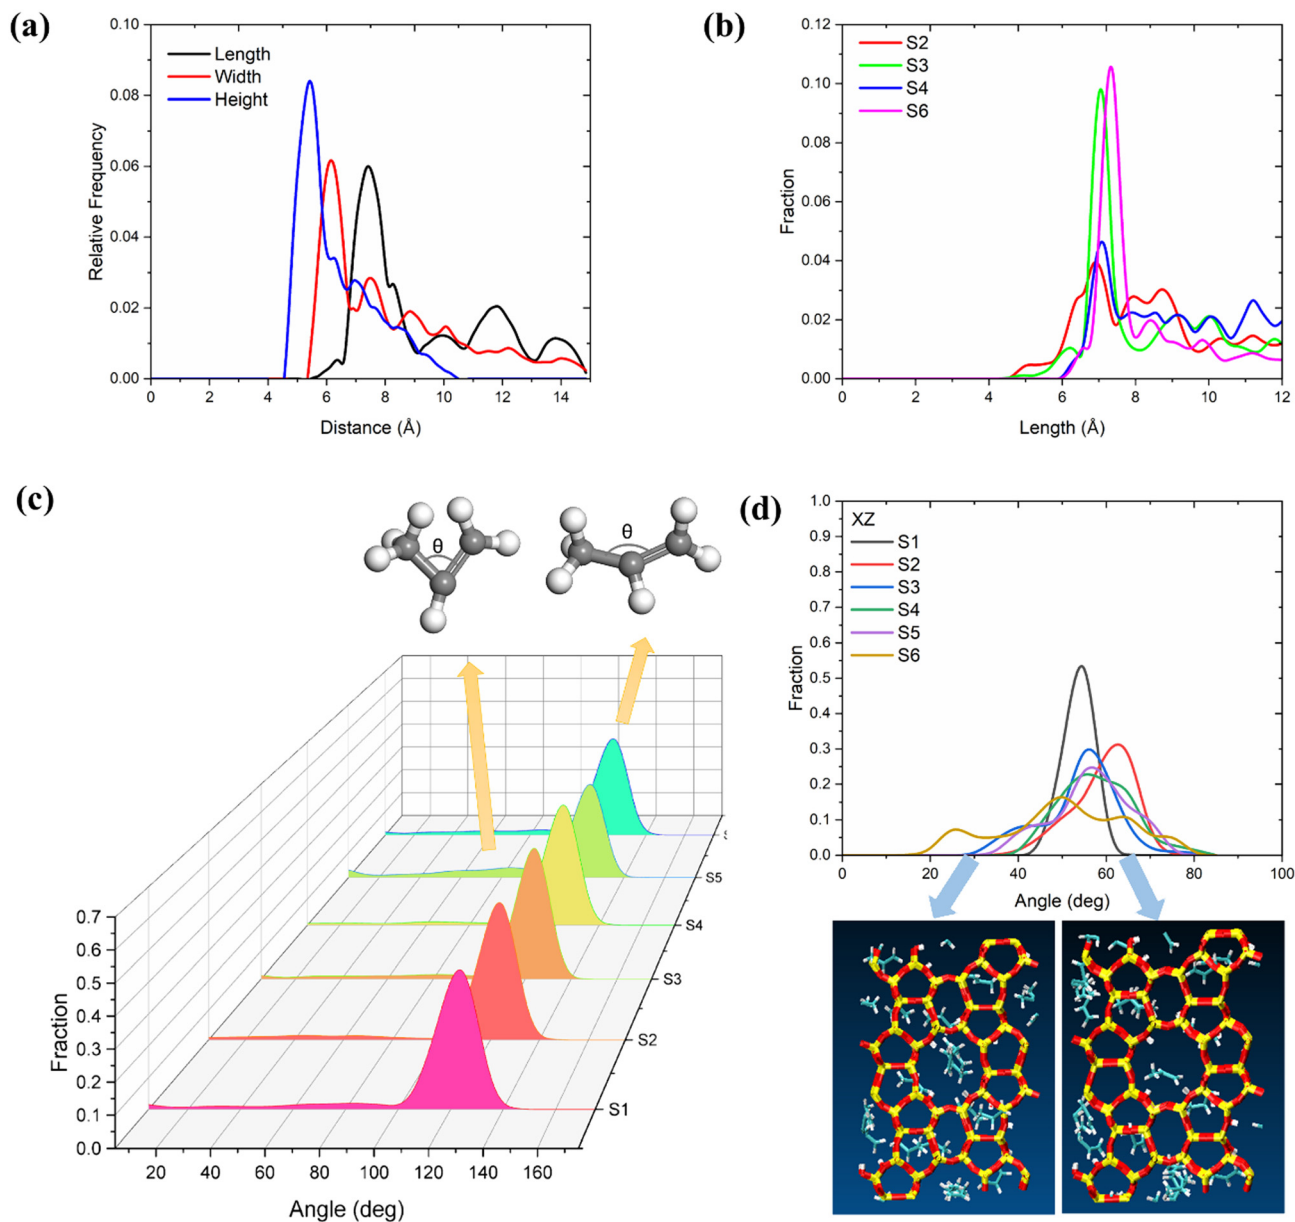 (a)
0.10
0.08
0.06
0.04
0.02
0.00
Relative Frequency
Length
Width
Height
0 2 4 6 8 10 12 14
Distance (Å)
(b)
0.12
0.10
0.08
0.06
0.04
0.02
0.00
Fraction
S2
S3
S4
S6
0 2 4 6 8 10 12
Length (Å)
(c)
θ
θ
0.7
0.6
0.5
0.4
0.3
0.2
0.1
0.0
Fraction
S5
S4
S3
S2
S1
20 40 60 80 100 120 140 160
Angle (deg)
(d)
1.0
0.9
0.8
0.7
0.6
0.5
0.4
0.3
0.2
0.1
0.0
Fraction
XZ
S1
S2
S3
S4
S5
S6
0 20 40 60 80 100
Angle (deg)